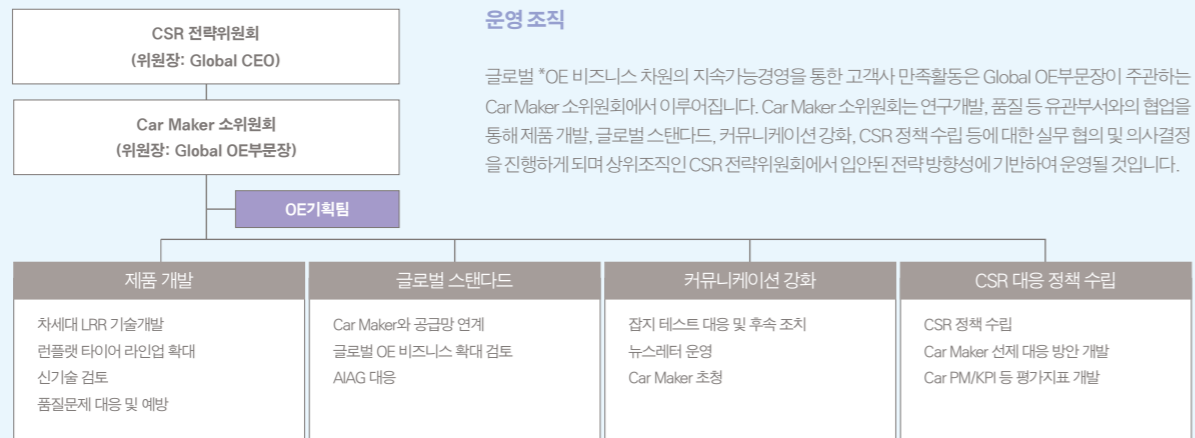 CSR 전략위원회
(위원장: Global CEO)
Car Maker 소위원회
(위원장: Global OE부문장)
OE기획팀
운영 조직
글로벌 *OE 비즈니스 차원의 지속가능경영을 통한 고객사 만족활동은 Global OE부문장이 주관하는
Car Maker 소위원회에서 이루어집니다. Car Maker 소위원회는 연구개발, 품질 등 유관부서와의 협업을
통해 제품 개발, 글로벌 스탠다드, 커뮤니케이션 강화, CSR 정책 수립 등에 대한 실무 협의 및 의사결정
을 진행하게 되며 상위조직인 CSR 전략위원회에서 입안된 전략 방향성에 기반하여 운영될 것입니다.
제품 개발
차세대 LRR 기술개발
런플랫 타이어 라인업 확대
신기술 검토
품질문제 대응 및 예방
글로벌 스탠다드
Car Maker와 공급망 연계
글로벌 OE 비즈니스 확대 검토
AIAG 대응
커뮤니케이션 강화
잡지 테스트 대응 및 후속 조치
뉴스레터 운영
Car Maker 초청
CSR 대응 정책 수립
CSR 정책 수립
Car Maker 선제 대응 방안 개발
Car PM/KPI 등 평가지표 개발